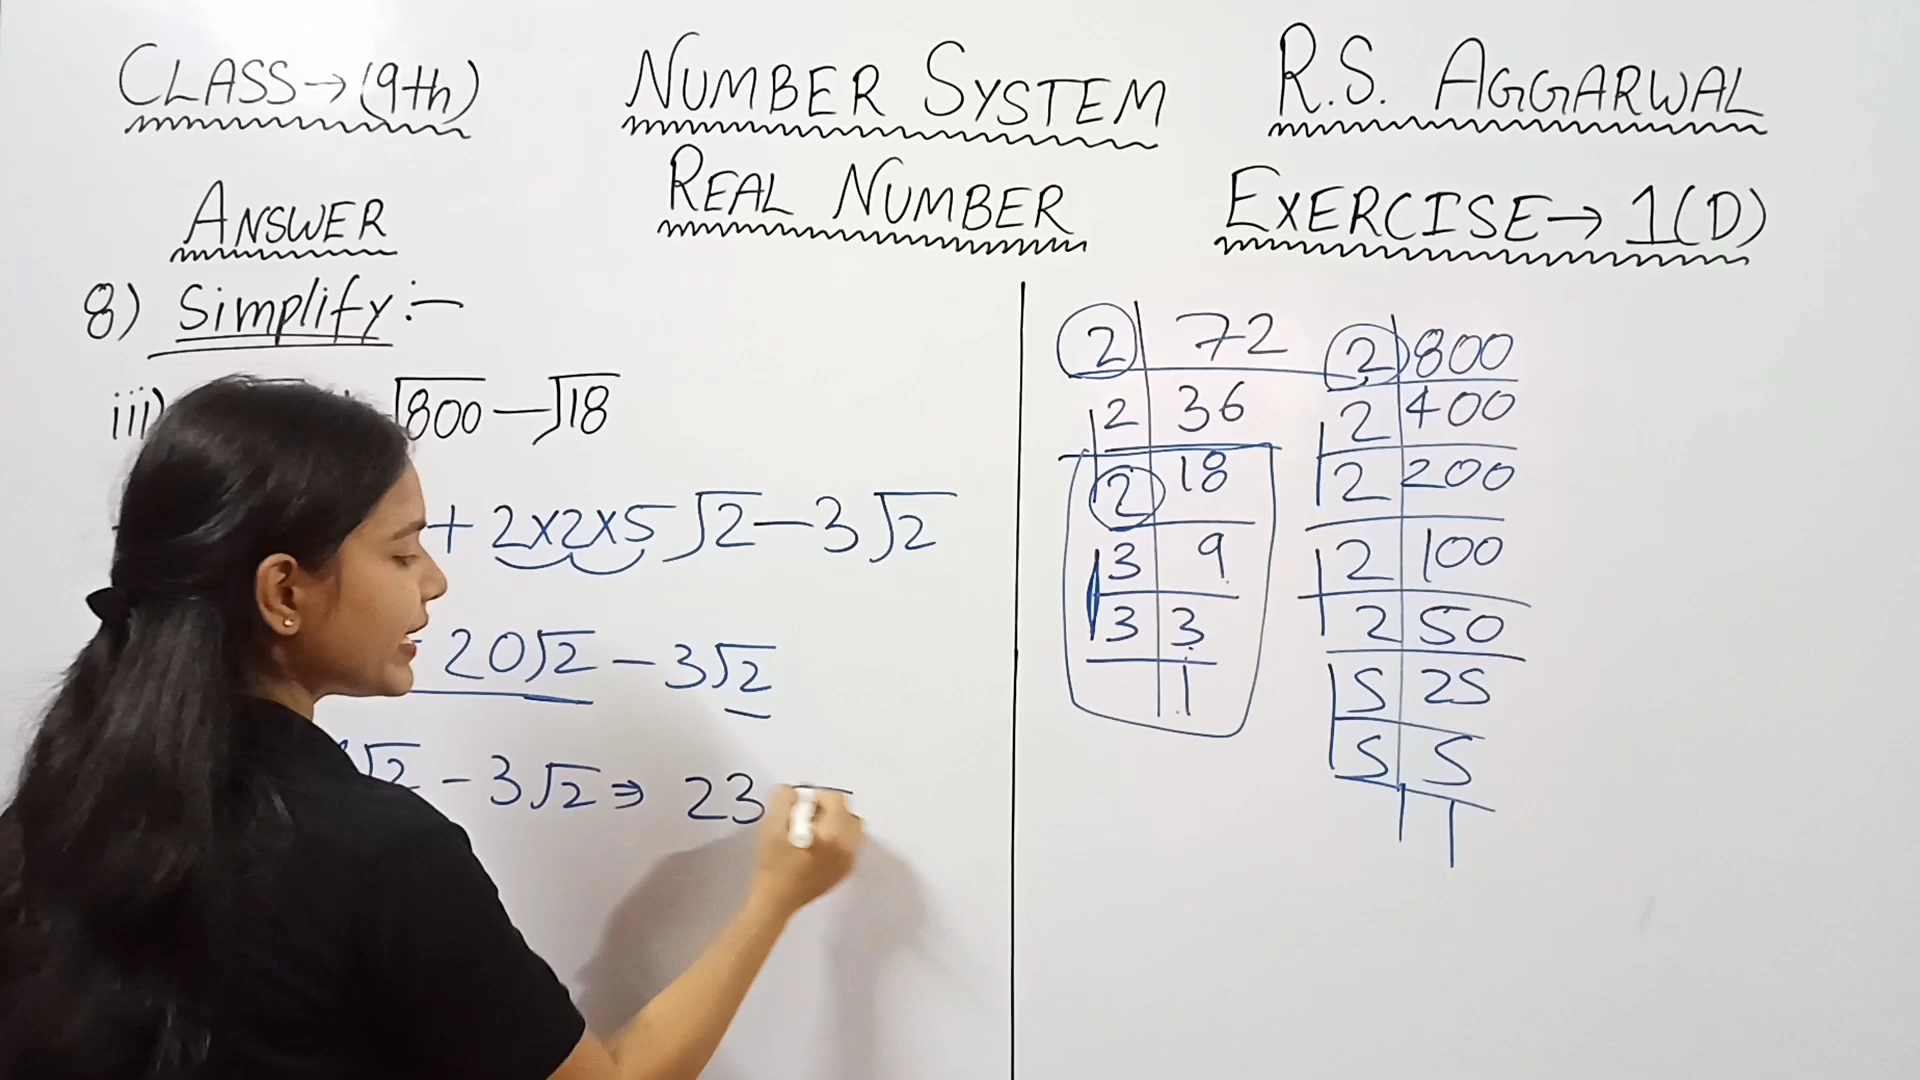 CLASS→(9th)
NUMBER SYSTEM
R.S. AGGARWAL
REAL NUMBER
EXERCISE→ 1(D)
ANSWER
8) Simplify:-
iii) √800 — √18
+ 2×2×5√2 — 3√2
20√2 - 3√2
√2 - 3√2 ⇒ 23
2 72
2 36
2 18
3 9
3 3
1
2 800
2 400
2 200
2 100
2 50
5 25
5 5
1